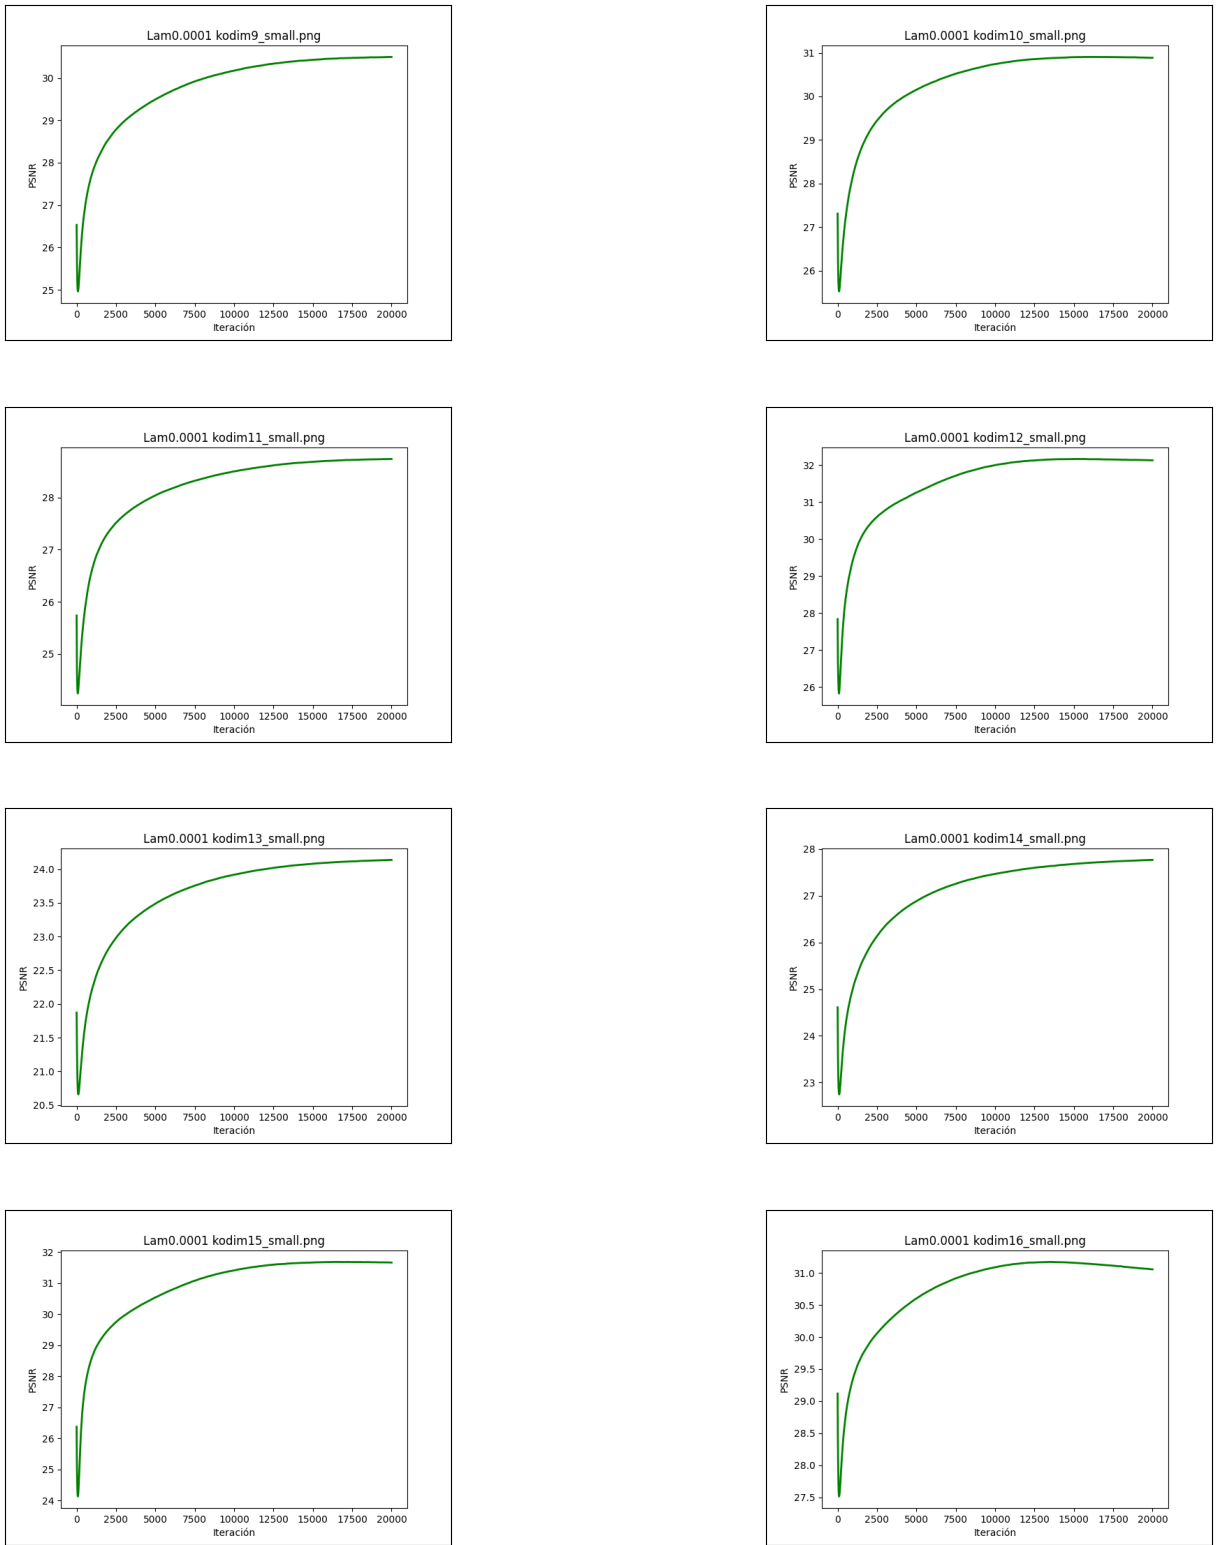 Lam0.0001 kodim9_small.png
30
29
28
27
26
25
PSNR
0 2500 5000 7500 10000 12500 15000 17500 20000
Iteración
Lam0.0001 kodim10_small.png
31
30
29
28
27
26
PSNR
0 2500 5000 7500 10000 12500 15000 17500 20000
Iteración
Lam0.0001 kodim11_small.png
28
27
26
25
PSNR
0 2500 5000 7500 10000 12500 15000 17500 20000
Iteración
Lam0.0001 kodim12_small.png
32
31
30
29
28
27
26
PSNR
0 2500 5000 7500 10000 12500 15000 17500 20000
Iteración
Lam0.0001 kodim13_small.png
24.0
23.5
23.0
22.5
22.0
21.5
21.0
20.5
PSNR
0 2500 5000 7500 10000 12500 15000 17500 20000
Iteración
Lam0.0001 kodim14_small.png
28
27
26
25
24
23
PSNR
0 2500 5000 7500 10000 12500 15000 17500 20000
Iteración
Lam0.0001 kodim15_small.png
32
31
30
29
28
27
26
25
24
PSNR
0 2500 5000 7500 10000 12500 15000 17500 20000
Iteración
Lam0.0001 kodim16_small.png
31.0
30.5
30.0
29.5
29.0
28.5
28.0
27.5
PSNR
0 2500 5000 7500 10000 12500 15000 17500 20000
Iteración